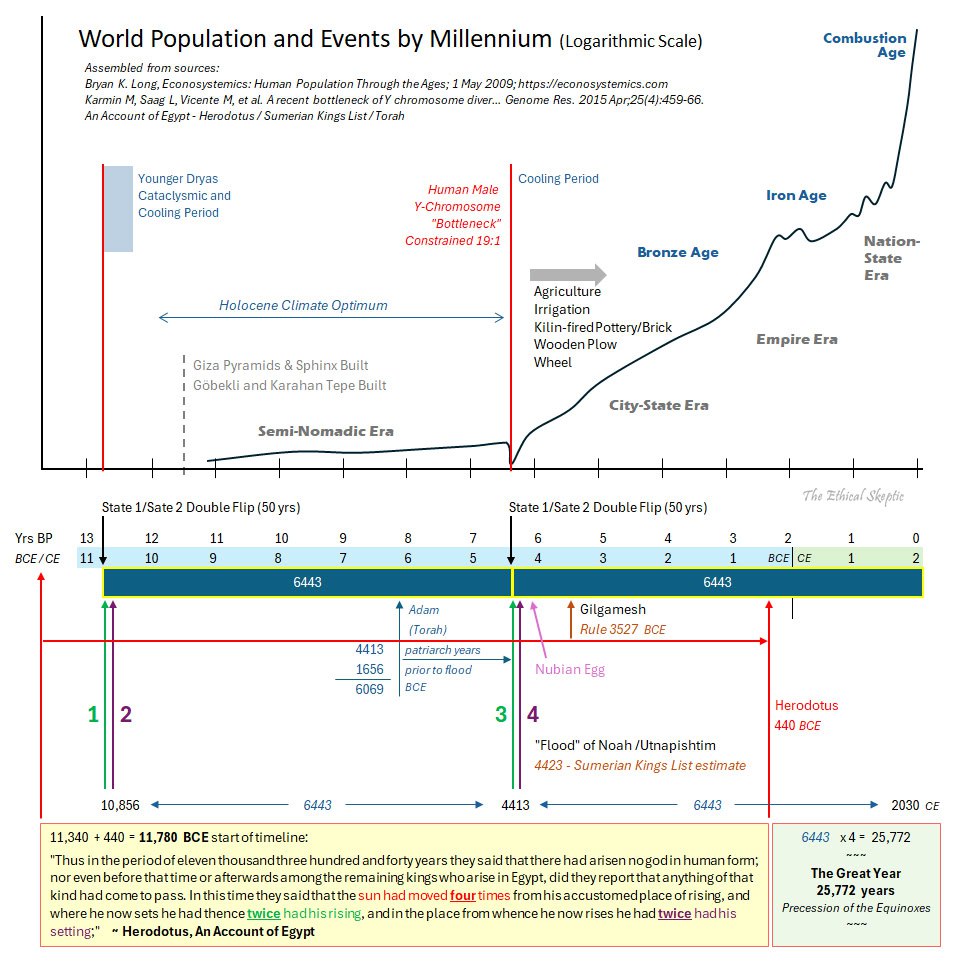 World Population and Events by Millennium (Logarithmic Scale)
Assembled from sources:
Bryan K. Long, Econosystemics: Human Population Through the Ages; 1 May 2009; https://econosystemics.com
Karmin M, Saag L, Vicente M, et al. A recent bottleneck of Y chromosome diver... Genome Res. 2015 Apr;25(4):459-66.
An Account of Egypt - Herodotus / Sumerian Kings List / Torah
Combustion
Age
Younger Dryas
Cataclysmic and
Cooling Period
Human Male
Y-Chromosome
"Bottleneck"
Constrained 19:1
Cooling Period
Iron Age
Bronze Age
Nation-
State
Era
Holocene Climate Optimum
Agriculture
Irrigation
Kilin-fired Pottery/Brick
Wooden Plow
Wheel
Empire Era
Giza Pyramids & Sphinx Built
Göbekli and Karahan Tepe Built
City-State Era
Semi-Nomadic Era
The Ethical Skeptic
State 1/Sate 2 Double Flip (50 yrs)
State 1/Sate 2 Double Flip (50 yrs)
Yrs BP 13 12 11 10 9 8 7 6 5 4 3 2 1 0
BCE / CE 11 10 9 8 7 6 5 4 3 2 1 BCE CE 1 2
6443 6443
Adam
(Torah)
Gilgamesh
Rule 3527 BCE
4413 patriarch years
1656 prior to flood
6069 BCE
Nubian Egg
1 2 3 4
Herodotus
440 BCE
"Flood" of Noah /Utnapishtim
4423 - Sumerian Kings List estimate
10,856 6443 4413 6443 2030 CE
11,340 + 440 = 11,780 BCE start of timeline:
"Thus in the period of eleven thousand three hundred and forty years they said that there had arisen no god in human form;
nor even before that time or afterwards among the remaining kings who arise in Egypt, did they report that anything of that
kind had come to pass. In this time they said that the sun had moved four times from his accustomed place of rising, and
where he now sets he had thence twice had his rising, and in the place from whence he now rises he had twice had his
setting;" ~ Herodotus, An Account of Egypt
6443 x 4 = 25,772
~~~
The Great Year
25,772 years
Precession of the Equinoxes
~~~